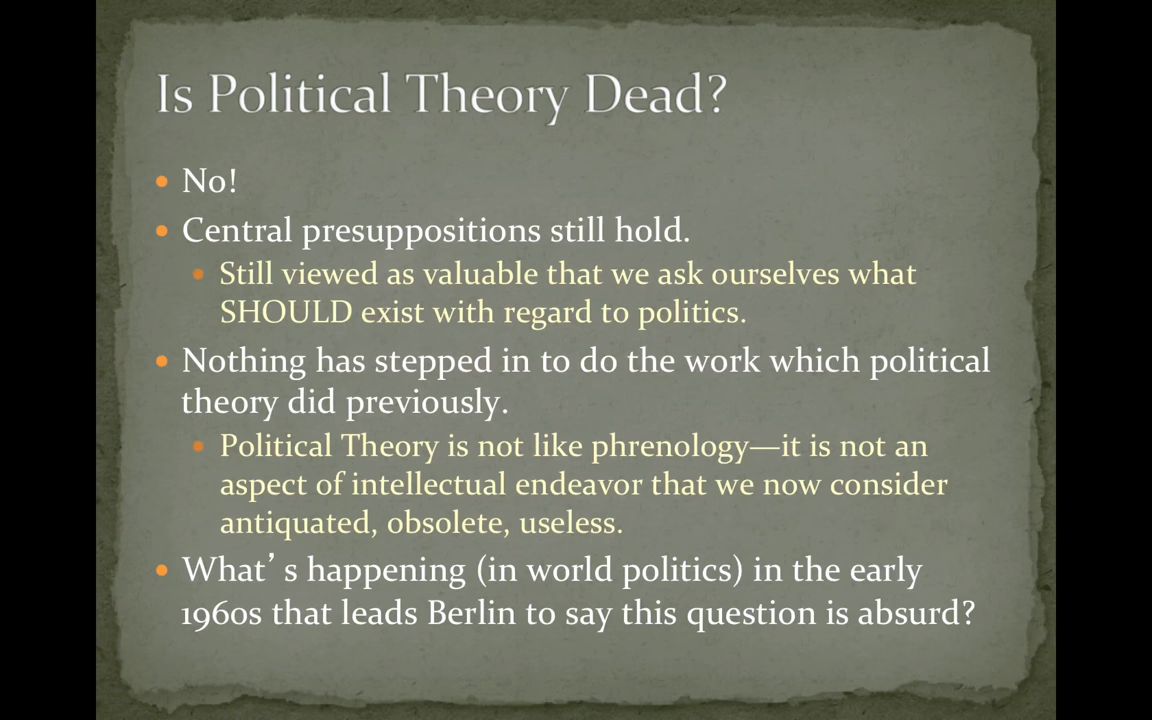 Is Political Theory Dead?
No!
Central presuppositions still hold.
Still viewed as valuable that we ask ourselves what
SHOULD exist with regard to politics.
Nothing has stepped in to do the work which political
theory did previously.
Political Theory is not like phrenology—it is not an
aspect of intellectual endeavor that we now consider
antiquated, obsolete, useless.
What’ s happening (in world politics) in the early
1960s that leads Berlin to say this question is absurd?